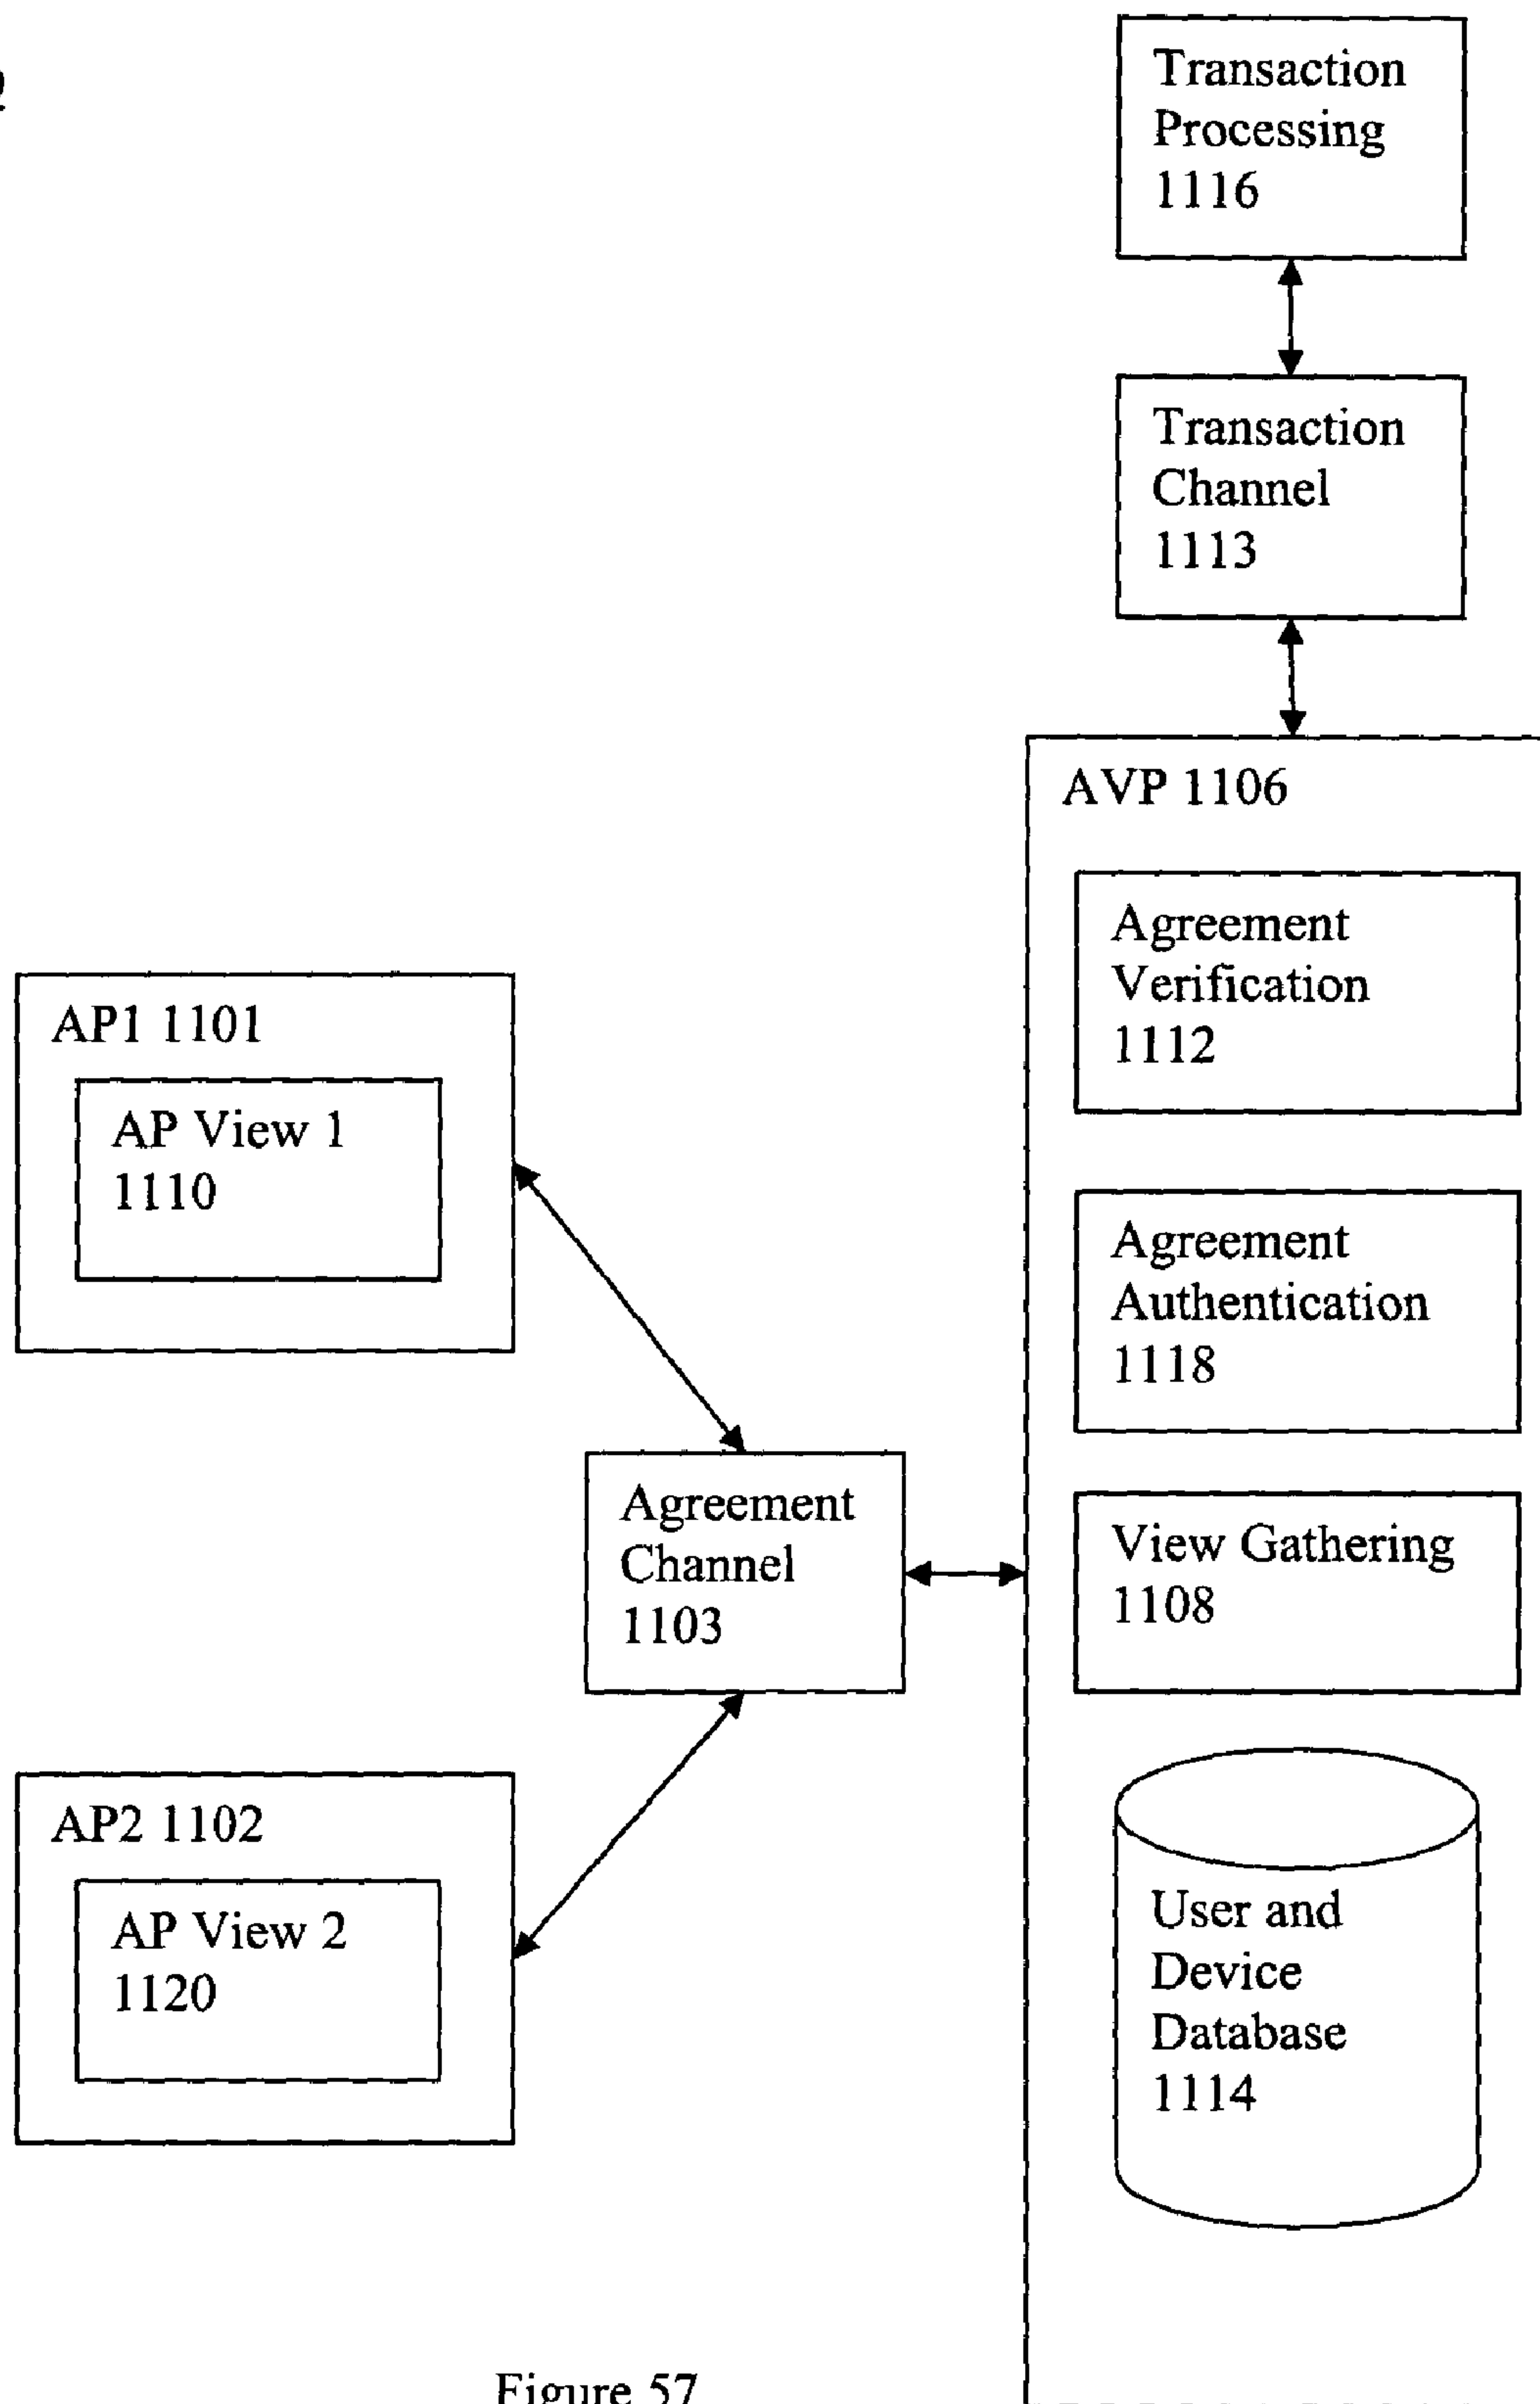 Transaction
Processing
1116
Transaction
Channel
1113
AVP 1106
Agreement
Verification
1112
AP1 1101
AP View 1
1110
Agreement
Authentication
1118
Agreement
Channel
1103
View Gathering
1108
AP2 1102
AP View 2
1120
User and
Device
Database
1114
Figure 57